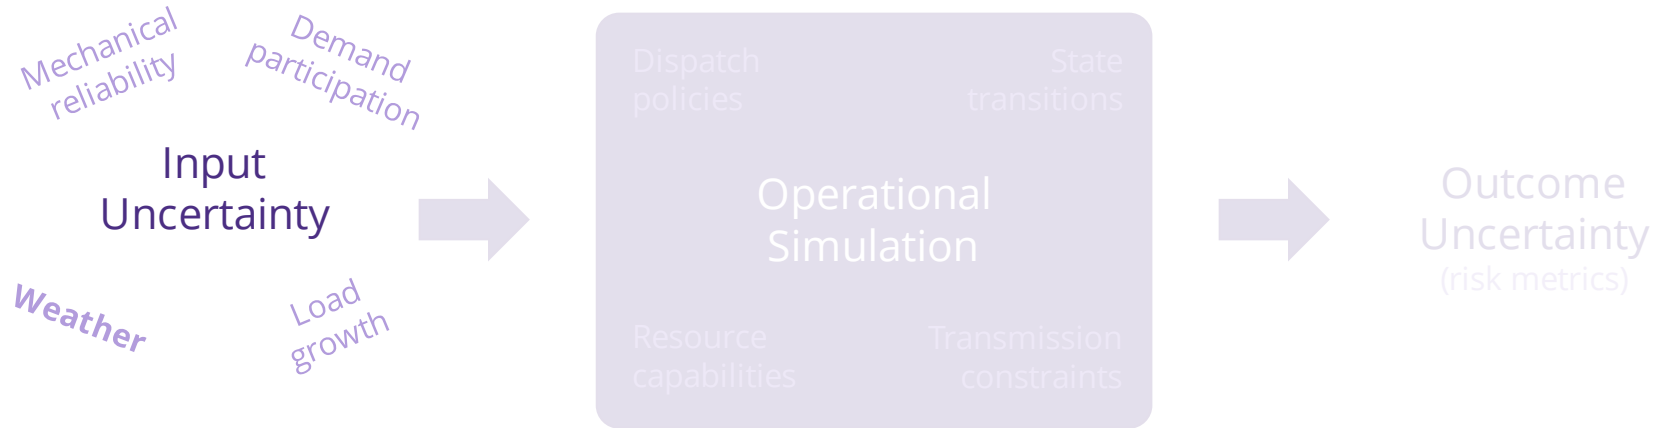 Mechanical
reliability
Demand
participation
Input
Uncertainty
Weather
Load
growth
Dispatch
policies
State
transitions
Operational
Simulation
Resource
capabilities
Transmission
constraints
Outcome
Uncertainty
(risk metrics)